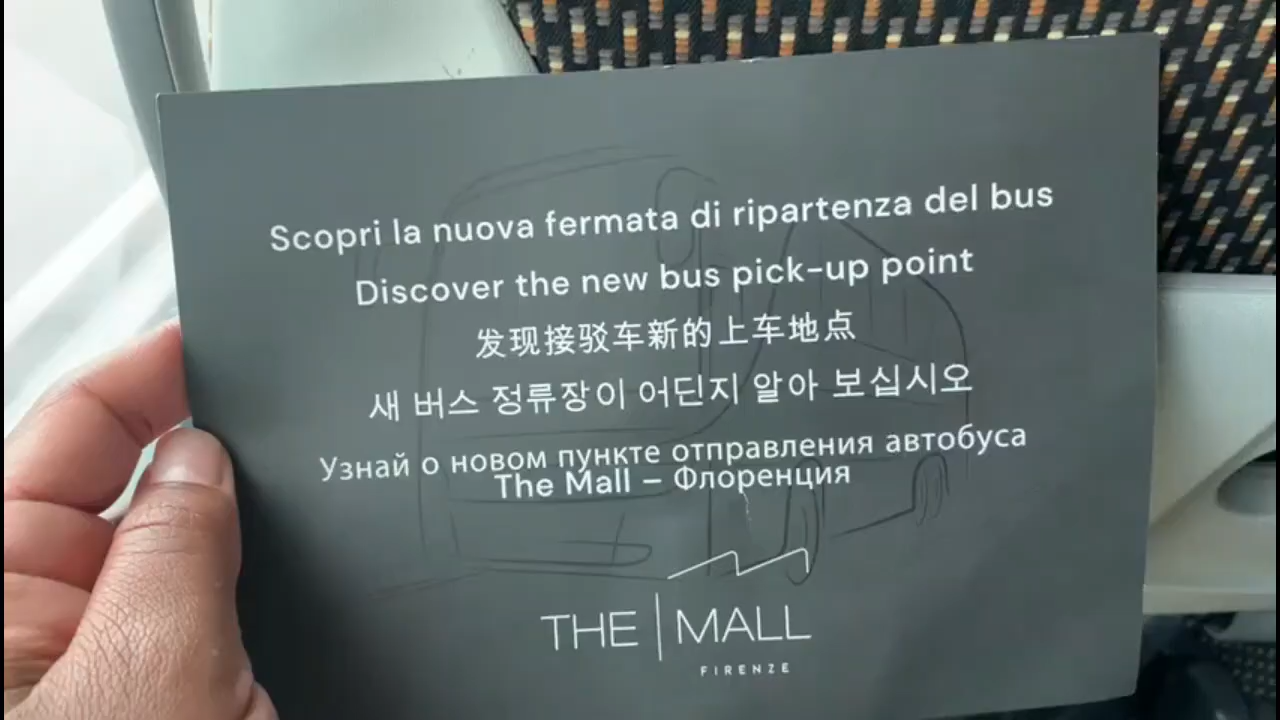 Scopri la nuova fermata di ripartenza del bus
Discover the new bus pick-up point
发现接驳车新的上车地点
새 버스 정류장이 어딘지 알아 보십시오
Узнай о новом пункте отправления автобуса
The Mall – Флоренция
THE MALL
FIRENZE